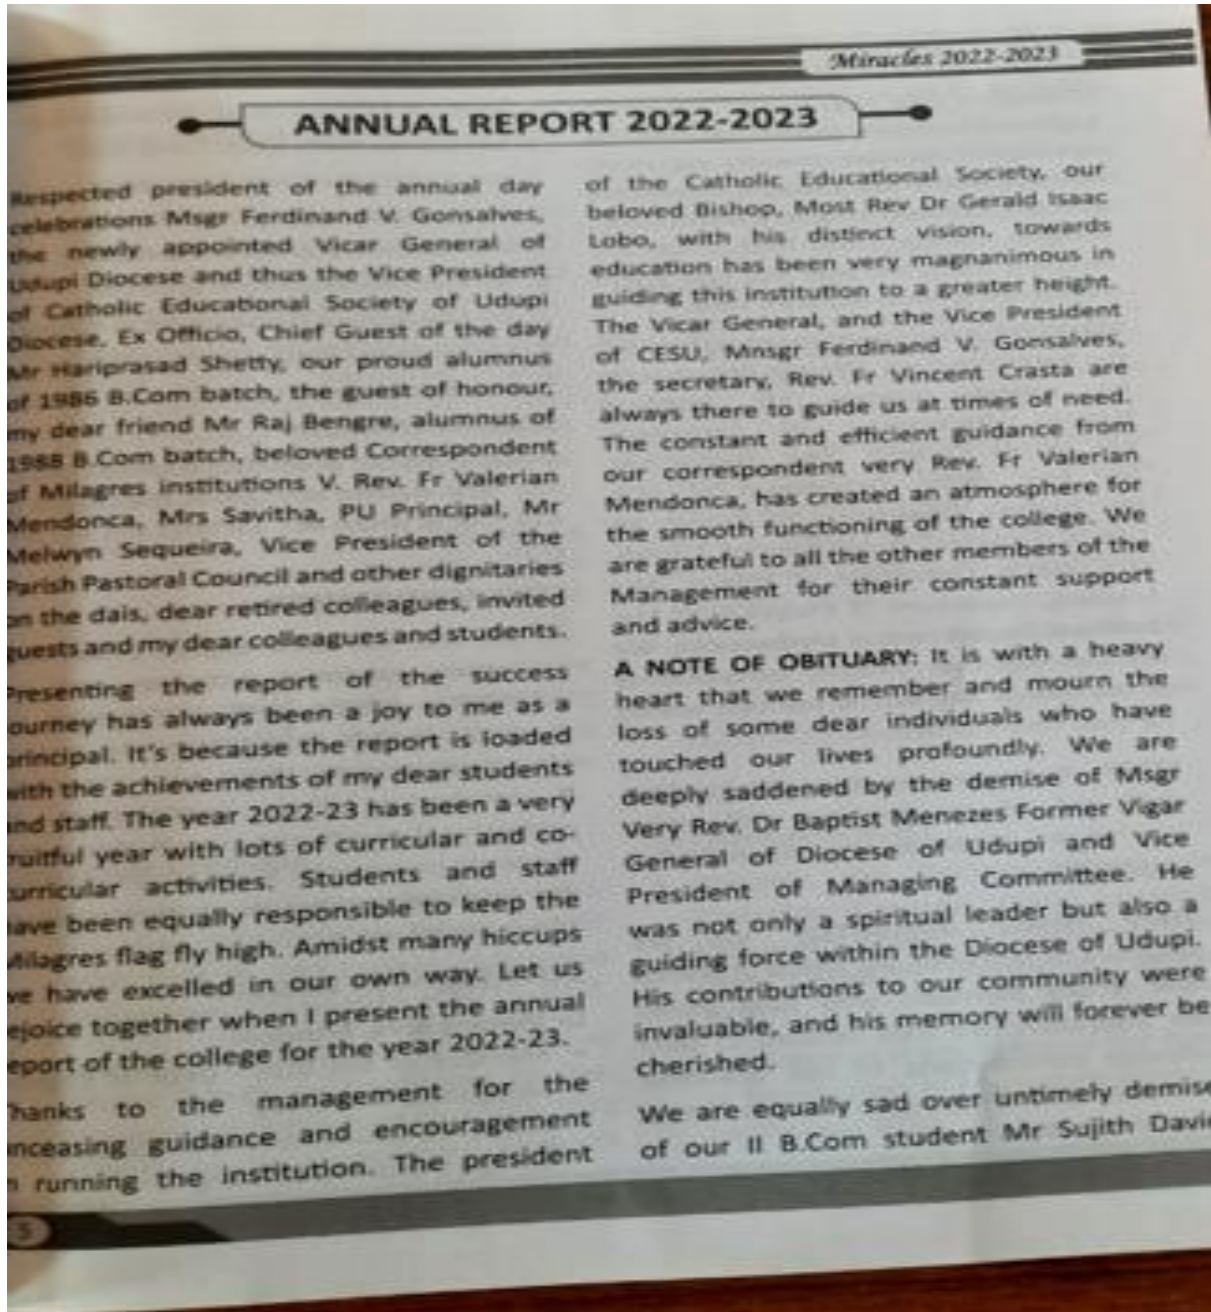 Miracles 2022-2023
ANNUAL REPORT 2022-2023
Respected president of the annual day
celebrations Msgr Ferdinand V. Gonsalves,
the newly appointed Vicar General of
Udupi Diocese and thus the Vice President
of Catholic Educational Society of Udupi
Diocese, Ex Officio, Chief Guest of the day
Mr Hariprasad Shetty, our proud alumnus
of 1986 B.Com batch, the guest of honour,
my dear friend Mr Raj Bengre, alumnus of
1988 B.Com batch, beloved Correspondent
of Milagres institutions V. Rev. Fr Valerian
Mendonca, Mrs Savitha, PU Principal, Mr
Melwyn Sequeira, Vice President of the
Parish Pastoral Council and other dignitaries
on the dais, dear retired colleagues, invited
guests and my dear colleagues and students.
Presenting the report of the success
ourney has always been a joy to me as a
principal. It's because the report is loaded
with the achievements of my dear students
and staff. The year 2022-23 has been a very
ruitful year with lots of curricular and co-
urricular activities. Students and staff
ave been equally responsible to keep the
Milagres flag fly high. Amidst many hiccups
we have excelled in our own way. Let us
ejoice together when I present the annual
eport of the college for the year 2022-23.
hanks to the management for the
nceasing guidance and encouragement
n running the institution. The president
of the Catholic Educational Society, our
beloved Bishop, Most Rev Dr Gerald Isaac
Lobo, with his distinct vision, towards
education has been very magnanimous in
guiding this institution to a greater height.
The Vicar General, and the Vice President
of CESU, Mnsgr Ferdinand V. Gonsalves,
the secretary, Rev. Fr Vincent Crasta are
always there to guide us at times of need.
The constant and efficient guidance from
our correspondent very Rev. Fr Valerian
Mendonca, has created an atmosphere for
the smooth functioning of the college. We
are grateful to all the other members of the
Management for their constant support
and advice.
A NOTE OF OBITUARY: It is with a heavy
heart that we remember and mourn the
loss of some dear individuals who have
touched our lives profoundly. We are
deeply saddened by the demise of Msgr
Very Rev. Dr Baptist Menezes Former Vigar
General of Diocese of Udupi and Vice
President of Managing Committee. He
was not only a spiritual leader but also a
guiding force within the Diocese of Udupi.
His contributions to our community were
invaluable, and his memory will forever be
cherished.
We are equally sad over untimely demise
of our II B.Com student Mr Sujith Davi
5